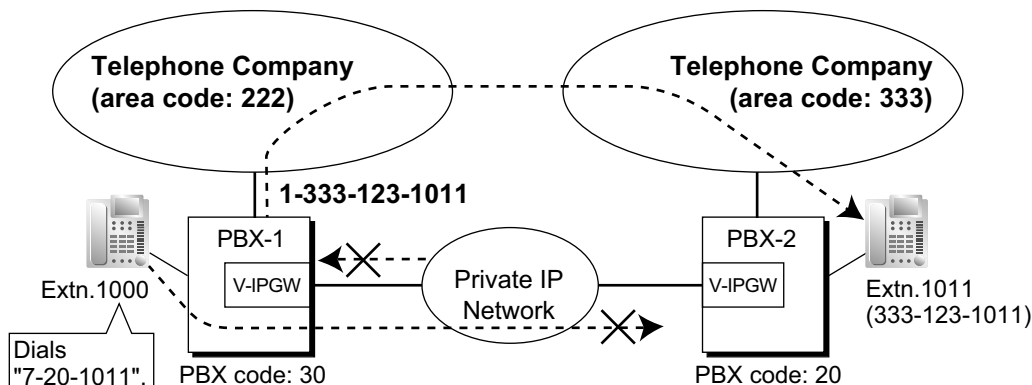 Telephone Company
(area code: 222)
Telephone Company
(area code: 333)
1-333-123-1011
PBX-1
PBX-2
V-IPGW
Private IP
Network
V-IPGW
Extn.1000
Extn.1011
(333-123-1011)
Dials
"7-20-1011".
PBX code: 30
PBX code: 20